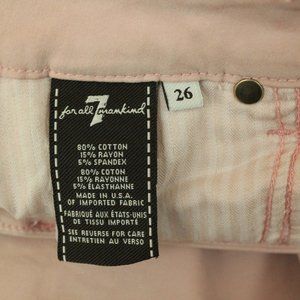 7
for all mankind
26
80% COTTON
15% RAYON
5% SPANDEX
80% COTON
15% RAYONNE
5% ÉLASTHANNE
MADE IN U.S.A.
OF IMPORTED FABRIC
FABRIQUÉ AUX ÉTATS-UNIS
DE TISSU IMPORTÉ
SEE REVERSE FOR CARE
ENTRETIEN AU VERSO